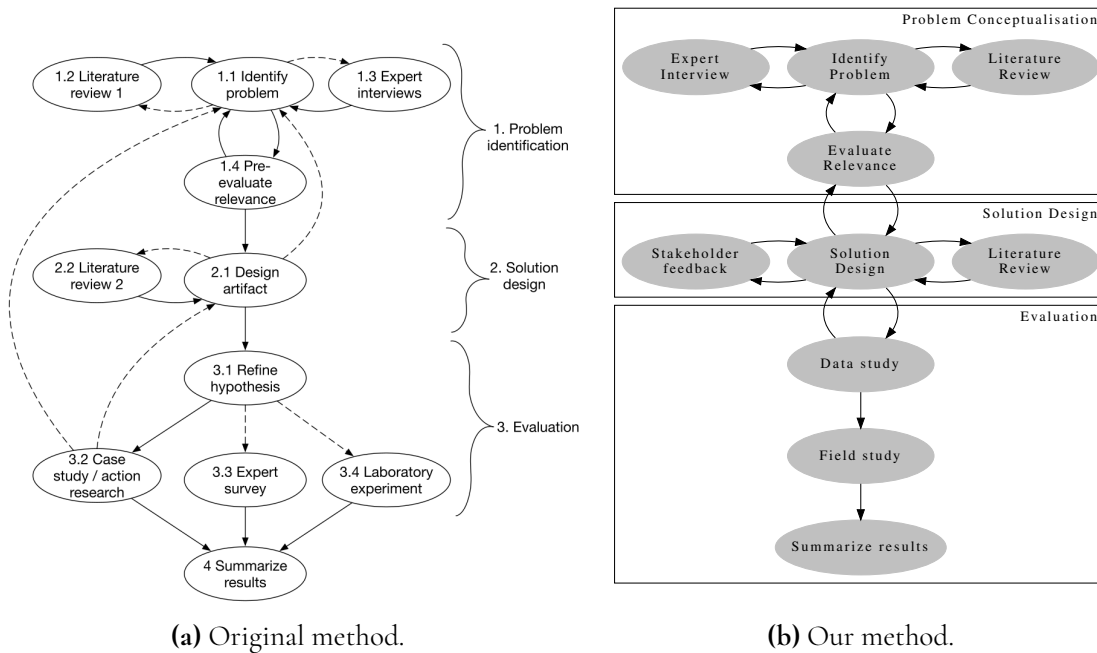 1.2 Literature
review 1
1.1 Identify
problem
1.3 Expert
interviews
1. Problem
identification
1.4 Pre-
evaluate
relevance
2.2 Literature
review 2
2.1 Design
artifact
2. Solution
design
3.1 Refine
hypothesis
3. Evaluation
3.2 Case
study / action
research
3.3 Expert
survey
3.4 Laboratory
experiment
4 Summarize
results
(a) Original method.
Problem Conceptualisation
Expert
Interview
Identify
Problem
Literature
Review
Evaluate
Relevance
Solution Design
Stakeholder
feedback
Solution
Design
Literature
Review
Evaluation
Data study
Field study
Summarize results
(b) Our method.